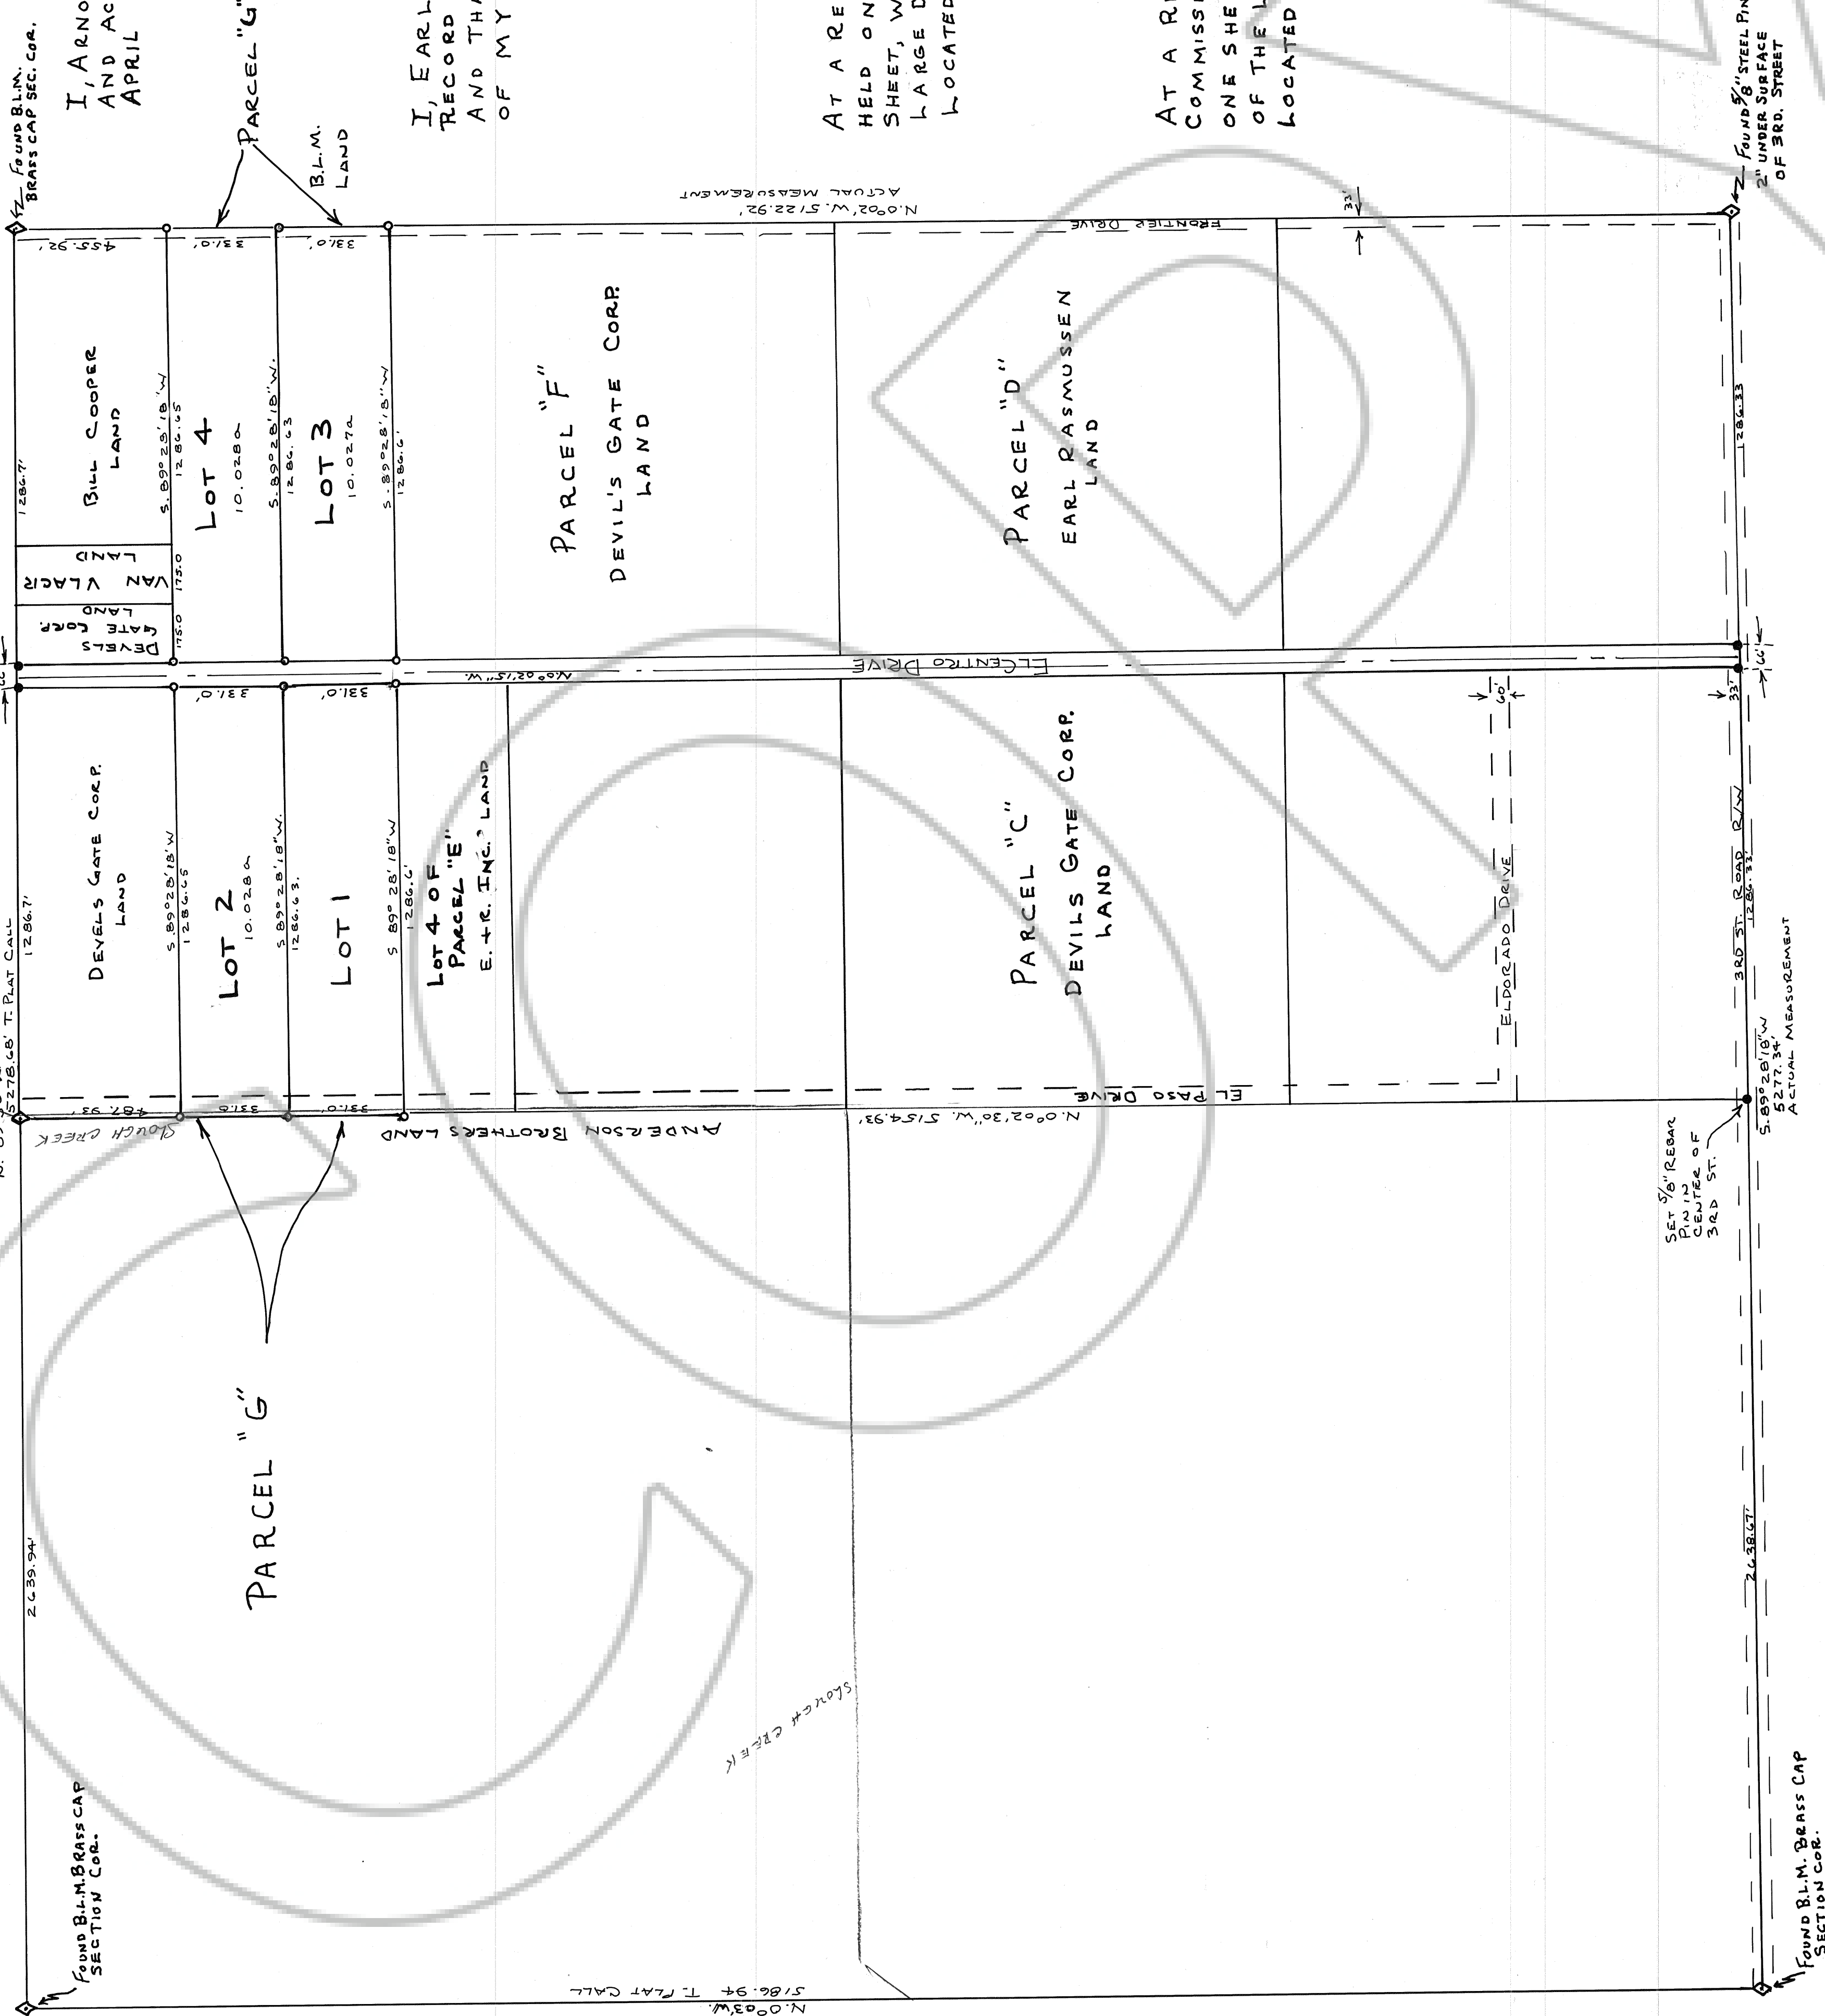 FOUND B.L.M.
BRASS CAP SEC. COR.
I, ARNO
AND AC
APRIL
PARCEL "G"
B.L.M.
LAND
I, EARL
RECORD
AND THA
OF MY
AT A RE
HELD ON
SHEET, W
LARGE D
LOCATED
AT A R
COMMISSI
ONE SHE
OF THE L
LOCATED
FOUND 5/8" STEEL PIN
2" UNDER SURFACE
OF 3RD. STREET
N.0°02'W. 5122.92'
ACTUAL MEASUREMENT
FRONTIER DRIVE
33'
455.92'
331.0'
331.0'
1286.7'
BILL COOPER
LAND
S.89°28'18"W
1286.65
LOT 4
10.028a
S.89°28'18"W.
1286.63
LOT 3
10.027a
S.89°28'18"W
1286.6'
PARCEL "F"
DEVIL'S GATE CORP.
LAND
PARCEL "D"
EARL RASMUSSEN
LAND
1286.33
VAN VLACIR
LAND
175.0
DEVELS
GATE CORP.
LAND
175.0
66'
N.0°02'15"W.
ELCENTRO DRIVE
66'
331.0'
331.0'
60'
33'
5278.68' T. PLAT CALL
1286.7'
DEVELS GATE CORP.
LAND
S.89°28'18"W
1286.65
LOT 2
10.028a
S 89°28'18"W.
1286.63.
LOT 1
S 89°28'18"W
1286.6'
LOT 4 OF
PARCEL "E"
E. + R. INC. LAND
PARCEL "C"
DEVILS GATE CORP.
LAND
ELDORADO DRIVE
3RD ST. ROAD R/W
1286.33'
S.89°28'18"W
5277.34'
ACTUAL MEASUREMENT
487.93'
331.0
331.0'
SLOUGH CREEK
ANDERSON BROTHERS LAND
N.0°02'30"W. 5154.93'
EL PASO DRIVE
SET 5/8" REBAR
PIN IN
CENTER OF
3RD ST.
PARCEL "G"
2639.94'
SLOUGH CREEK
2638.67'
FOUND B.L.M. BRASS CAP
SECTION COR.
N.0°03'W.
5186.94 T. PLAT CALL
FOUND B.L.M. BRASS CAP
SECTION COR.